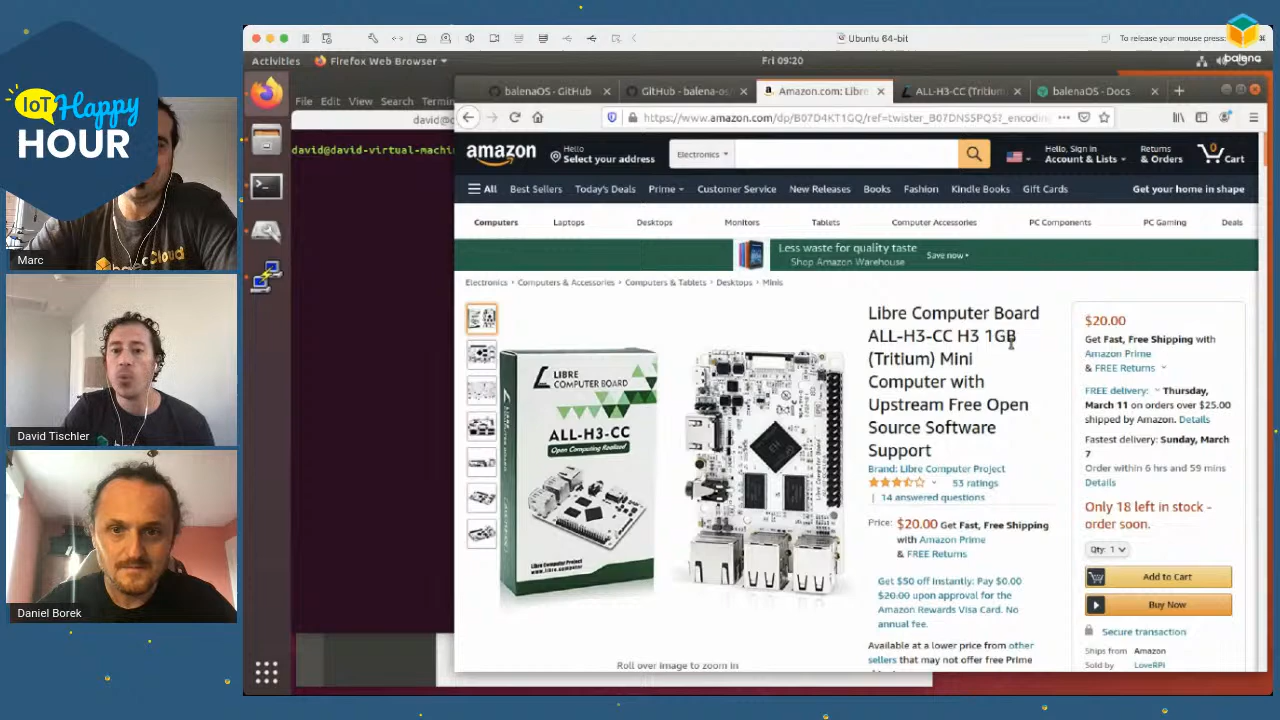 IoT Happy
HOUR
Marc
David Tischler
Daniel Borek
Ubuntu 64-bit
To release your mouse press
balena
Activities
Firefox Web Browser
Fri 09:20
File Edit View Search
david@
david@david-virtual-machi
balenaOS · GitHub
GitHub - balena-os/
Amazon.com: Libre
ALL-H3-CC (Tritium
balenaOS - Docs
https://www.amazon.com/dp/B07D4KT1GQ/ref=twister_B07DNSSPQ5?_encoding
amazon
Hello
Select your address
Electronics
Hello, Sign in
Account & Lists
Returns
& Orders
0
Cart
All Best Sellers Today's Deals Prime Customer Service New Releases Books Fashion Kindle Books Gift Cards
Get your home in shape
Computers Laptops Desktops Monitors Tablets Computer Accessories PC Components PC Gaming Deals
Less waste for quality taste
Shop Amazon Warehouse
Save now
Electronics › Computers & Accessories › Computers & Tablets › Desktops › Minis
LIBRE
COMPUTER BOARD
ALL-H3-CC
Open Computing Realized
Libre Computer Project
www.libre.computer
Roll over image to zoom in
Libre Computer Board
ALL-H3-CC H3 1GB
(Tritium) Mini
Computer with
Upstream Free Open
Source Software
Support
Brand: Libre Computer Project
53 ratings
| 14 answered questions
Price: $20.00 Get Fast, Free Shipping
with Amazon Prime
& FREE Returns
Get $50 off instantly: Pay $0.00
$20.00 upon approval for the
Amazon Rewards Visa Card. No
annual fee.
Available at a lower price from other
sellers that may not offer free Prime
$20.00
Get Fast, Free Shipping with
Amazon Prime
& FREE Returns
FREE delivery: Thursday,
March 11 on orders over $25.00
shipped by Amazon. Details
Fastest delivery: Sunday, March
7
Order within 6 hrs and 59 mins
Details
Only 18 left in stock -
order soon.
Qty: 1
Add to Cart
Buy Now
Secure transaction
Ships from Amazon
Sold by LoveRPi